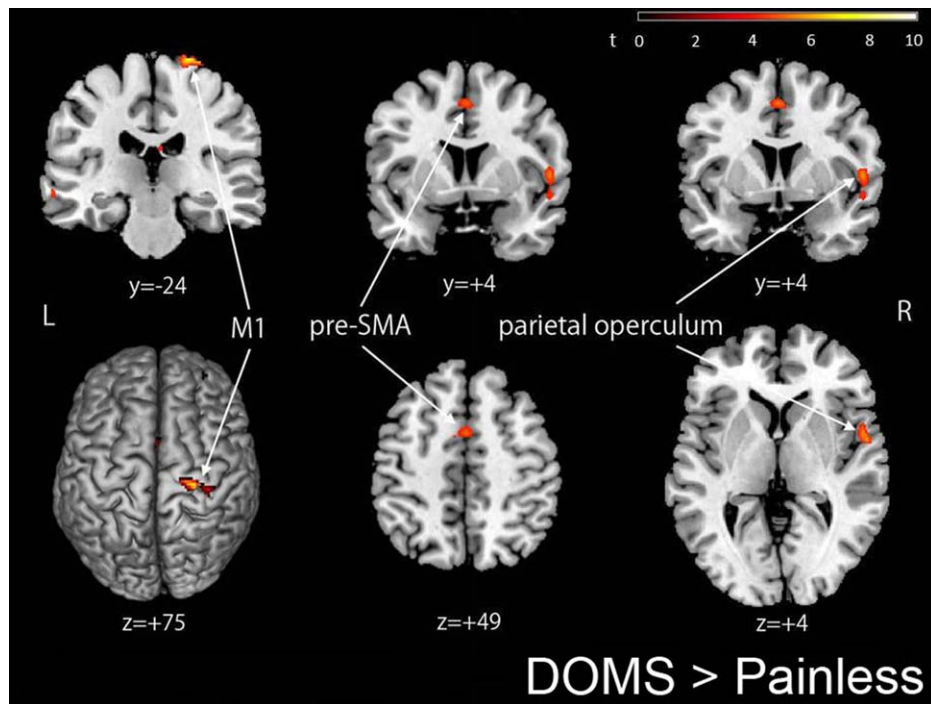 t 0 2 4 6 8 10
y=-24 y=+4 y=+4
L R
M1 pre-SMA parietal operculum
z=+75 z=+49 z=+4
DOMS > Painless